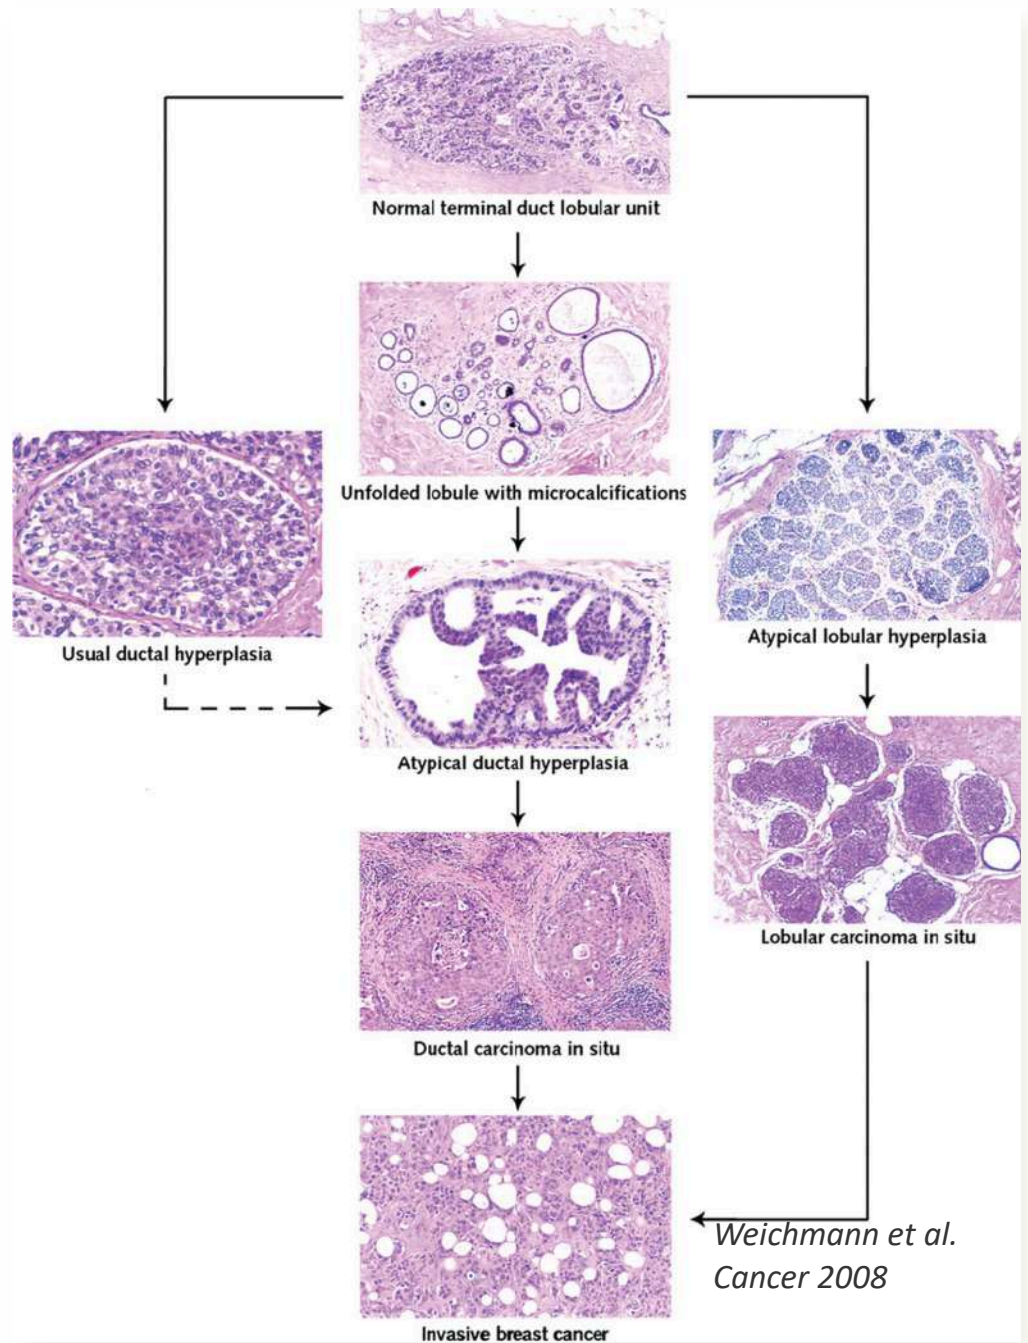 Normal terminal duct lobular unit
Unfolded lobule with microcalcifications
Usual ductal hyperplasia
Atypical lobular hyperplasia
Atypical ductal hyperplasia
Lobular carcinoma in situ
Ductal carcinoma in situ
Weichmann et al.
Cancer 2008
Invasive breast cancer